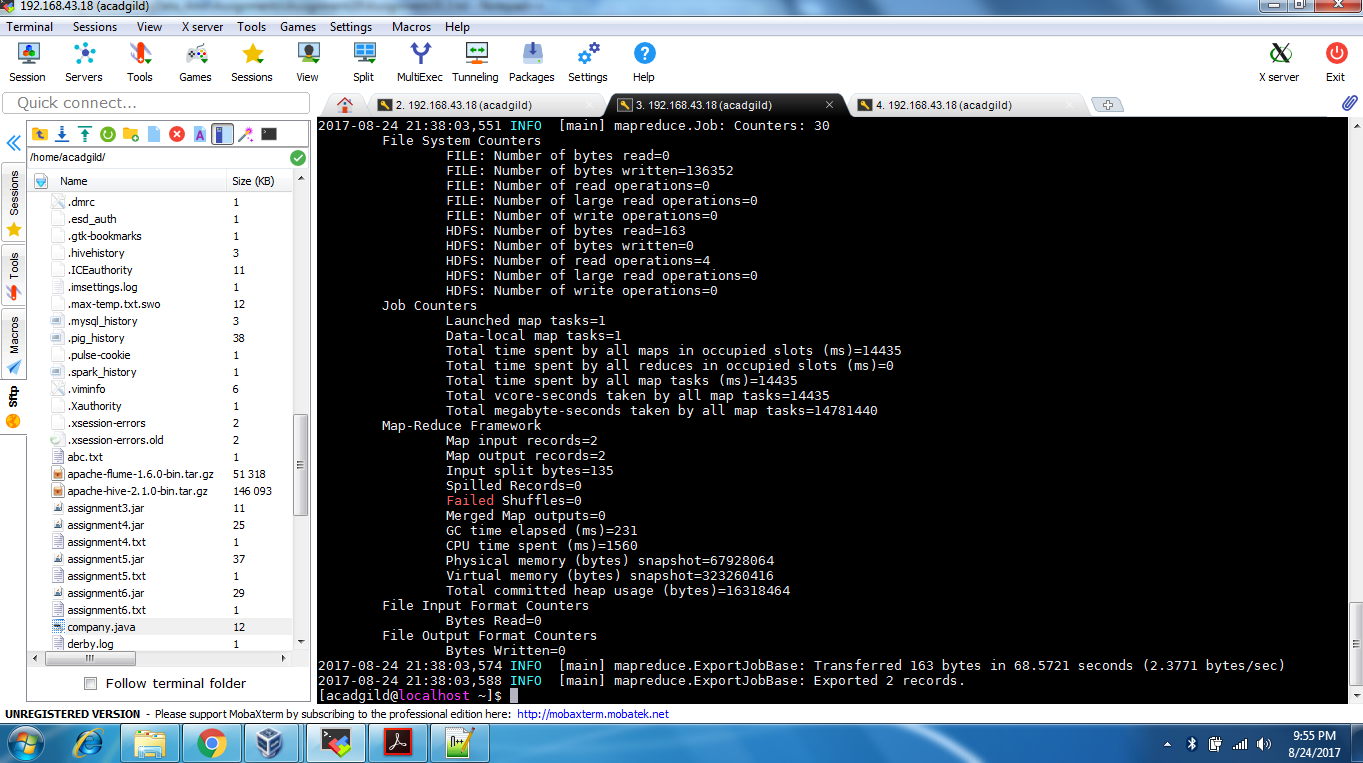 192.168.43.18 (acadgild)
Terminal Sessions View X server Tools Games Settings Macros Help
Session Servers Tools Games Sessions View Split MultiExec Tunneling Packages Settings Help X server Exit
Quick connect...
2. 192.168.43.18 (acadgild)
3. 192.168.43.18 (acadgild)
4. 192.168.43.18 (acadgild)
/home/acadgild/
Name Size (KB)
.dmrc 1
.esd_auth 1
.gtk-bookmarks 1
.hivehistory 3
.ICEauthority 11
.imsettings.log 1
.max-temp.txt.swo 12
.mysql_history 3
.pig_history 38
.pulse-cookie 1
.spark_history 1
.viminfo 6
.Xauthority 1
.xsession-errors 2
.xsession-errors.old 2
abc.txt 1
apache-flume-1.6.0-bin.tar.gz 51 318
apache-hive-2.1.0-bin.tar.gz 146 093
assignment3.jar 11
assignment4.jar 25
assignment4.txt 1
assignment5.jar 37
assignment5.txt 1
assignment6.jar 29
assignment6.txt 1
company.java 12
derby.log 1
Follow terminal folder
Sessions
Tools
Macros
Sftp
2017-08-24 21:38:03,551 INFO [main] mapreduce.Job: Counters: 30
File System Counters
FILE: Number of bytes read=0
FILE: Number of bytes written=136352
FILE: Number of read operations=0
FILE: Number of large read operations=0
FILE: Number of write operations=0
HDFS: Number of bytes read=163
HDFS: Number of bytes written=0
HDFS: Number of read operations=4
HDFS: Number of large read operations=0
HDFS: Number of write operations=0
Job Counters
Launched map tasks=1
Data-local map tasks=1
Total time spent by all maps in occupied slots (ms)=14435
Total time spent by all reduces in occupied slots (ms)=0
Total time spent by all map tasks (ms)=14435
Total vcore-seconds taken by all map tasks=14435
Total megabyte-seconds taken by all map tasks=14781440
Map-Reduce Framework
Map input records=2
Map output records=2
Input split bytes=135
Spilled Records=0
Failed Shuffles=0
Merged Map outputs=0
GC time elapsed (ms)=231
CPU time spent (ms)=1560
Physical memory (bytes) snapshot=67928064
Virtual memory (bytes) snapshot=323260416
Total committed heap usage (bytes)=16318464
File Input Format Counters
Bytes Read=0
File Output Format Counters
Bytes Written=0
2017-08-24 21:38:03,574 INFO [main] mapreduce.ExportJobBase: Transferred 163 bytes in 68.5721 seconds (2.3771 bytes/sec)
2017-08-24 21:38:03,588 INFO [main] mapreduce.ExportJobBase: Exported 2 records.
[acadgild@localhost ~]$
UNREGISTERED VERSION - Please support MobaXterm by subscribing to the professional edition here: http://mobaxterm.mobatek.net
9:55 PM
8/24/2017